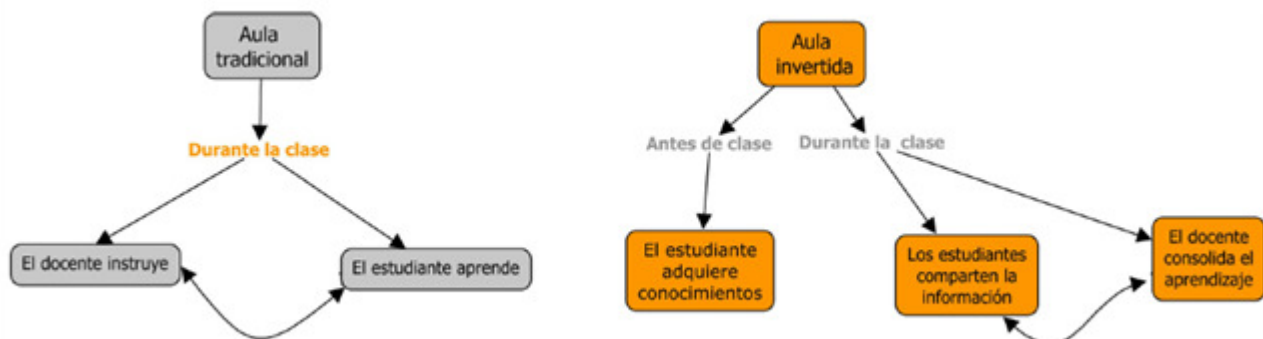 Aula
tradicional
Durante la clase
El docente instruye
El estudiante aprende
Aula
invertida
Antes de clase
Durante la clase
El estudiante
adquiere
conocimientos
Los estudiantes
comparten la
información
El docente
consolida el
aprendizaje